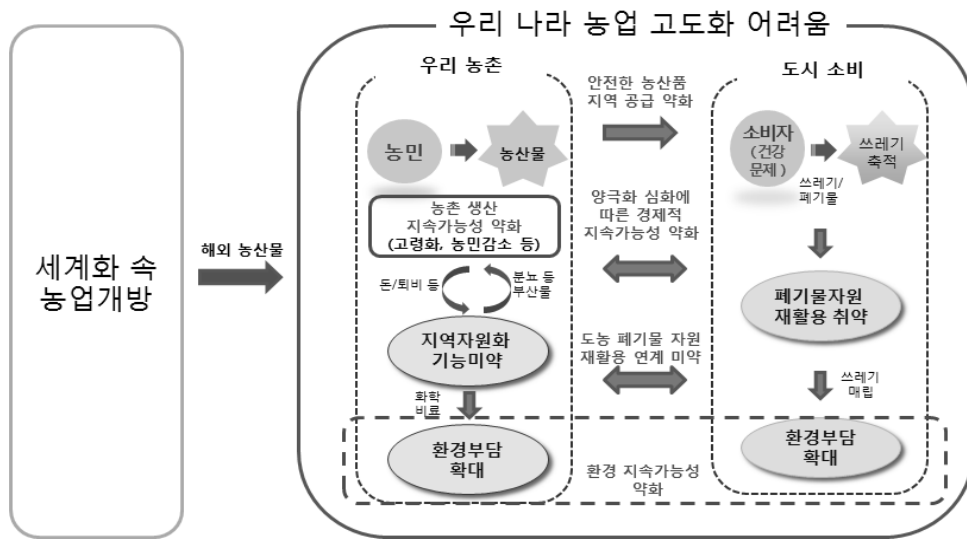 우리 나라 농업 고도화 어려움
세계화 속
농업개방
해외 농산물
우리 농촌
농민
농산물
농촌 생산
지속가능성 약화
(고령화, 농민감소 등)
돈/퇴비 등
분뇨 등
부산물
지역자원화
기능미약
화학
비료
환경부담
확대
안전한 농산품
지역 공급 약화
양극화 심화에
따른 경제적
지속가능성 약화
도농 폐기물 자원
재활용 연계 미약
환경 지속가능성
약화
도시 소비
소비자
(건강
문제)
쓰레기
축적
쓰레기/
폐기물
폐기물자원
재활용 취약
쓰레기
매립
환경부담
확대